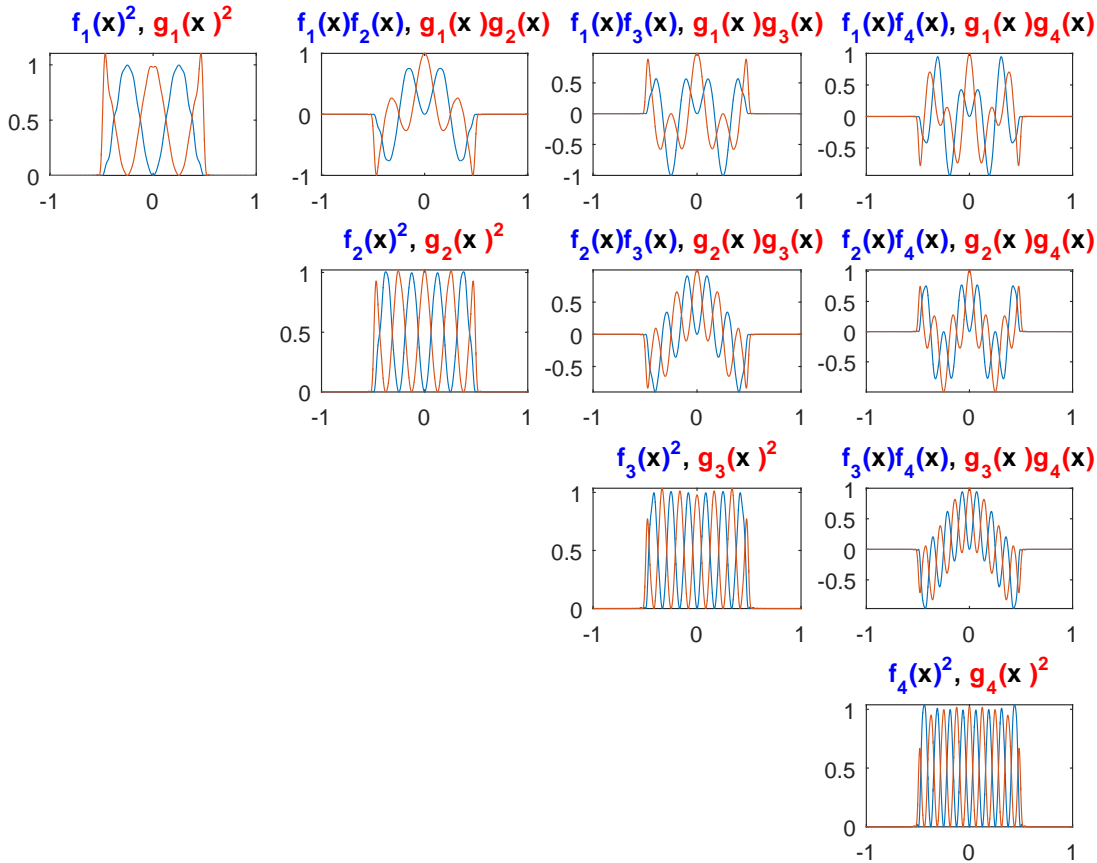 f₁(x)², g₁(x )² f₁(x)f₂(x), g₁(x )g₂(x) f₁(x)f₃(x), g₁(x )g₃(x) f₁(x)f₄(x), g₁(x )g₄(x)
1 0.5 0 -1 0 1
1 0 -1 -1 0 1
1 0.5 0 -0.5 -1 -1 0 1
0.5 0 -0.5 -1 0 1
f₂(x)², g₂(x )² f₂(x)f₃(x), g₂(x )g₃(x) f₂(x)f₄(x), g₂(x )g₄(x)
1 0.5 0 -1 0 1
0.5 0 -0.5 -1 0 1
1 0.5 0 -0.5 -1 0 1
f₃(x)², g₃(x )² f₃(x)f₄(x), g₃(x )g₄(x)
1 0.5 0 -1 0 1
1 0.5 0 -0.5 -1 0 1
f₄(x)², g₄(x )²
1 0.5 0 -1 0 1